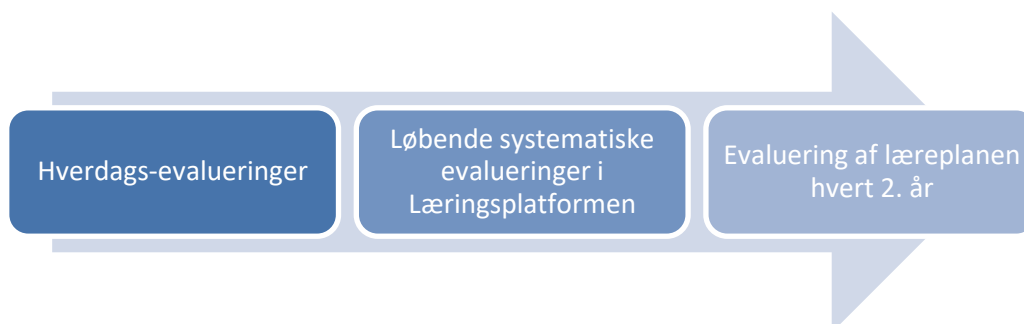 Hverdags-evalueringer
Løbende systematiske
evalueringer i
Læringsplatformen
Evaluering af læreplanen
hvert 2. år